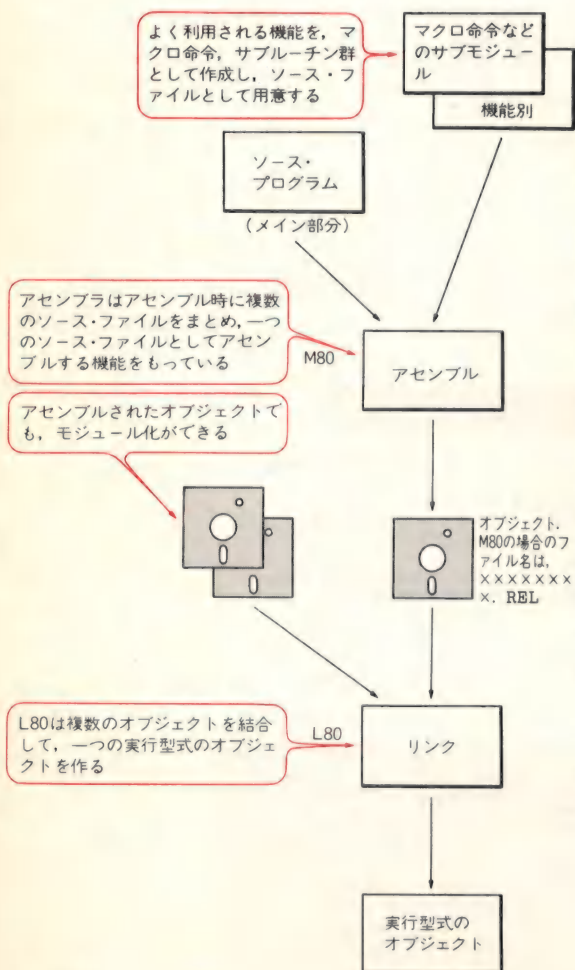 よく利用される機能を，マ
クロ命令，サブルーチン群
として作成し，ソース・フ
ァイルとして用意する
マクロ命令など
のサブモジュー
ル
機能別
ソース・
プログラム
(メイン部分)
アセンブラはアセンブル時に複数
のソース・ファイルをまとめ，一つ
のソース・ファイルとしてアセン
ブルする機能をもっている
M80
アセンブル
アセンブルされたオブジェクトで
も，モジュール化ができる
オブジェクト．
M80の場合のフ
ァイル名は，
×××××××
×．REL
L80は複数のオブジェクトを結合
して，一つの実行型式のオブジェ
クトを作る
L80
リンク
実行型式の
オブジェクト